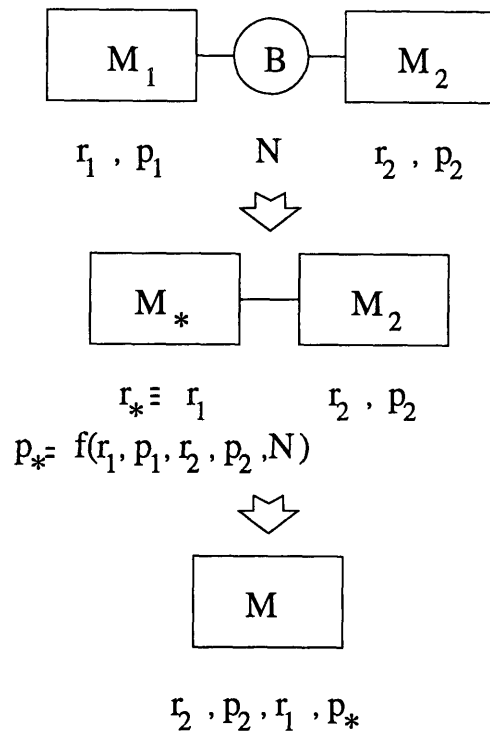 M₁ B M₂
r₁ , p₁ N r₂ , p₂
M* M₂
r* ≡ r₁ r₂ , p₂
p* = f(r₁, p₁, r₂, p₂ ,N)
M
r₂ , p₂ , r₁ , p*